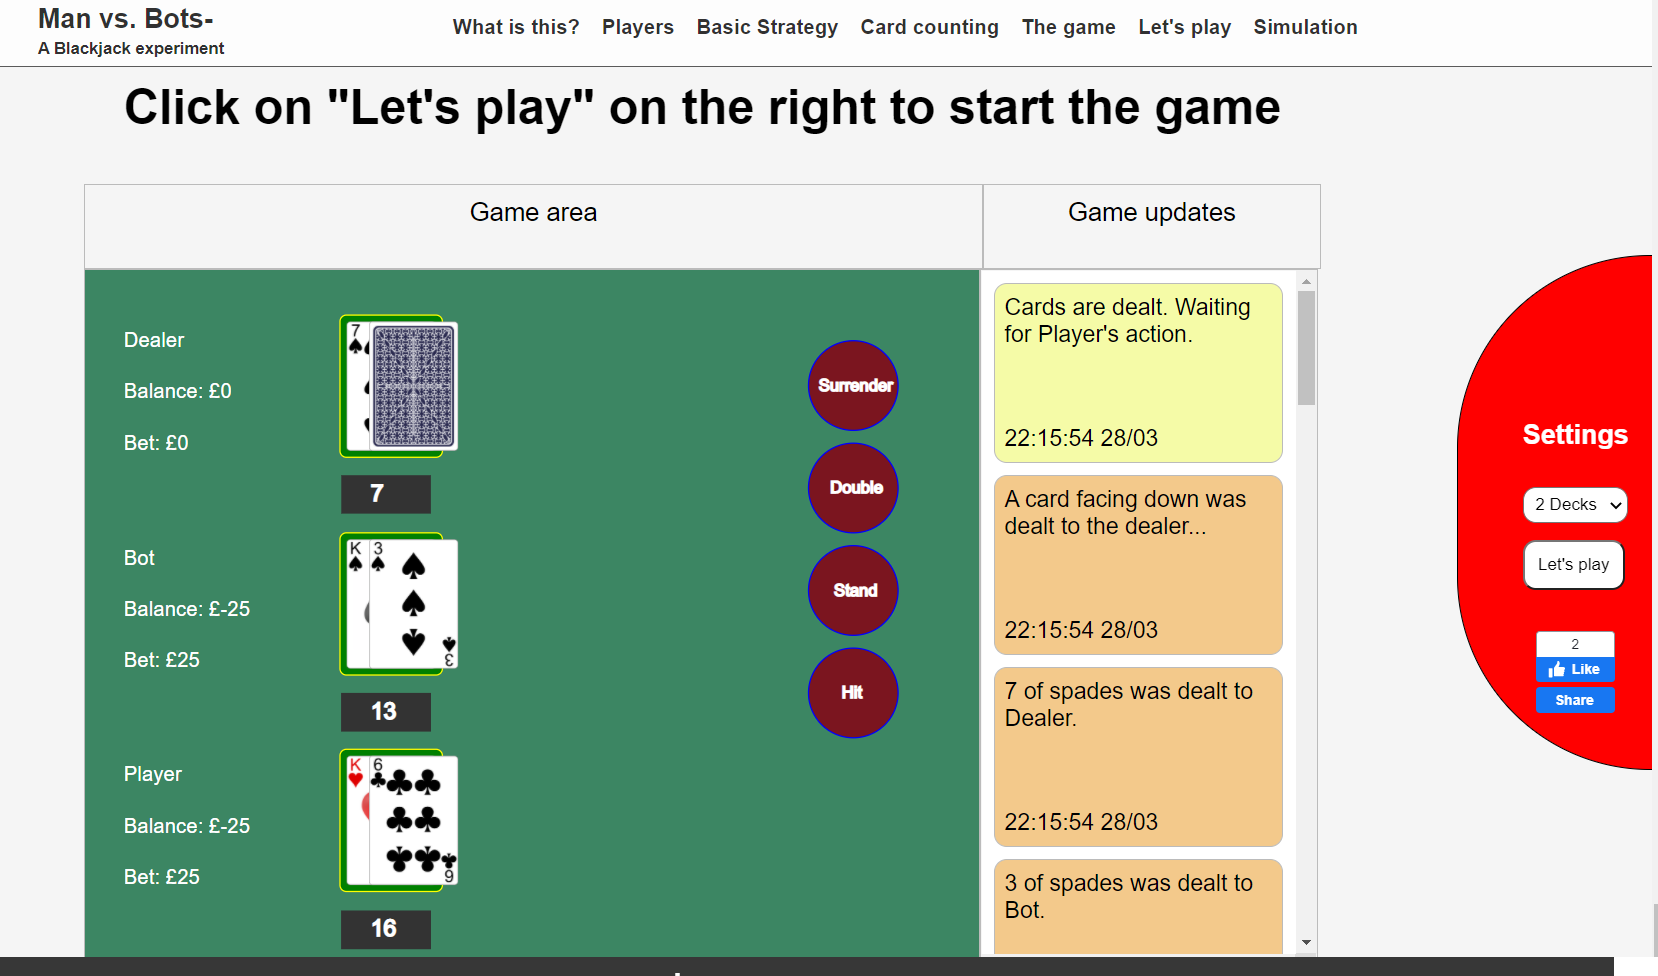 Man vs. Bots-
A Blackjack experiment
What is this? Players Basic Strategy Card counting The game Let's play Simulation
Click on "Let's play" on the right to start the game
Game area
Game updates
Dealer
Balance: £0
Bet: £0
7
7
Bot
Balance: £-25
Bet: £25
K 3
3
13
Player
Balance: £-25
Bet: £25
K 6
6
16
Surrender
Double
Stand
Hit
Cards are dealt. Waiting
for Player's action.
22:15:54 28/03
A card facing down was
dealt to the dealer...
22:15:54 28/03
7 of spades was dealt to
Dealer.
22:15:54 28/03
3 of spades was dealt to
Bot.
Settings
2 Decks
Let's play
2
Like
Share